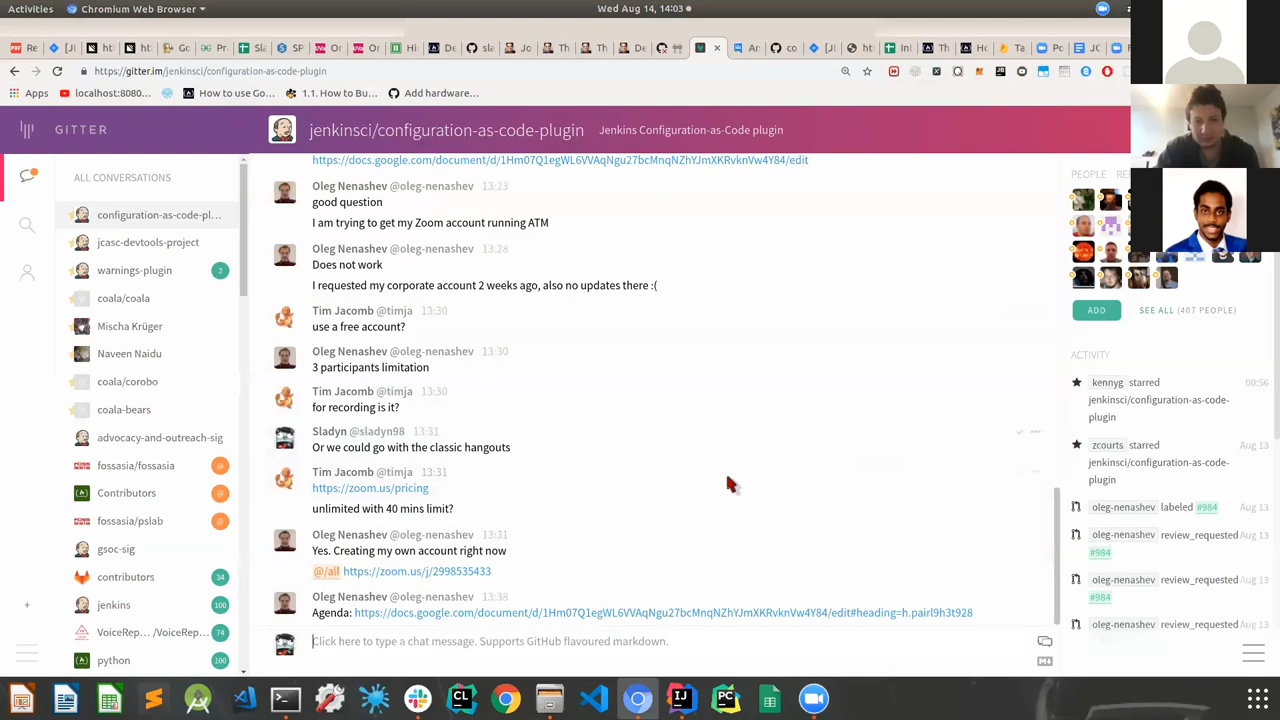 Activities
Chromium Web Browser
Wed Aug 14, 14:03
https://gitter.im/jenkinsci/configuration-as-code-plugin
Apps
localhost:8080...
How to use Go...
1.1. How to Bu...
Add hardware...
GITTER
jenkinsci/configuration-as-code-plugin
Jenkins Configuration-as-Code plugin
ALL CONVERSATIONS
configuration-as-code-pl...
jcasc-devtools-project
warnings-plugin 2
coala/coala
Mischa Krüger
Naveen Naidu
coala/corobo
coala-bears
advocacy-and-outreach-sig
fossasia/fossasia @
Contributors @
fossasia/pslab @
gsoc-sig
contributors 34
jenkins 100
VoiceRep... /VoiceRep... 74
python 100
https://docs.google.com/document/d/1Hm07Q1egWL6VVAqNgu27bcMnqNZhYJmXKRvknVw4Y84/edit
Oleg Nenashev @oleg-nenashev 13:23
good question
I am trying to get my Zoom account running ATM
Oleg Nenashev @oleg-nenashev 13:28
Does not work
I requested my corporate account 2 weeks ago, also no updates there :(
Tim Jacomb @timja 13:30
use a free account?
Oleg Nenashev @oleg-nenashev 13:30
3 participants limitation
Tim Jacomb @timja 13:30
for recording is it?
Sladyn @sladyn98 13:31
Or we could go with the classic hangouts
Tim Jacomb @timja 13:31
https://zoom.us/pricing
unlimited with 40 mins limit?
Oleg Nenashev @oleg-nenashev 13:31
Yes. Creating my own account right now
@/all https://zoom.us/j/2998535433
Oleg Nenashev @oleg-nenashev 13:38
Agenda: https://docs.google.com/document/d/1Hm07Q1egWL6VVAqNgu27bcMnqNZhYJmXKRvknVw4Y84/edit#heading=h.pairl9h3t928
Click here to type a chat message. Supports GitHub flavoured markdown.
PEOPLE
ADD
SEE ALL (407 PEOPLE)
ACTIVITY
kennyg starred 00:56
jenkinsci/configuration-as-code-
plugin
zcourts starred Aug 13
jenkinsci/configuration-as-code-
plugin
oleg-nenashev labeled #984 Aug 13
oleg-nenashev review_requested Aug 13
#984
oleg-nenashev review_requested Aug 13
#984
oleg-nenashev review_requested Aug 13